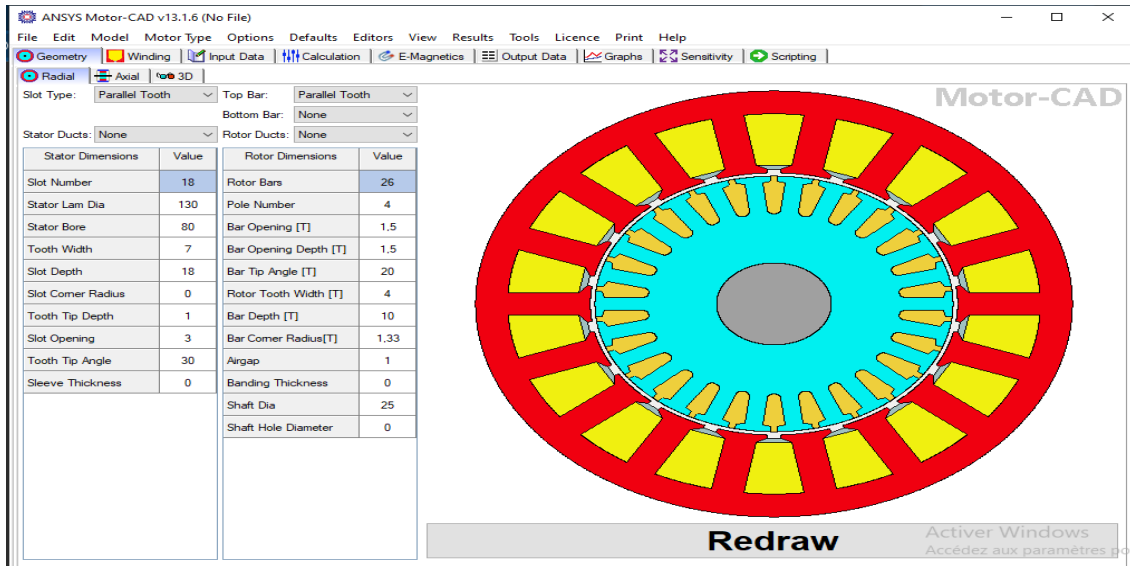 ANSYS Motor-CAD v13.1.6 (No File)
File Edit Model Motor Type Options Defaults Editors View Results Tools Licence Print Help
Geometry Winding Input Data Calculation E-Magnetics Output Data Graphs Sensitivity Scripting
Radial Axial 3D
Slot Type: Parallel Tooth Top Bar: Parallel Tooth
Bottom Bar: None
Stator Ducts: None Rotor Ducts: None
Motor-CAD
Stator Dimensions Value Rotor Dimensions Value
Slot Number 18 Rotor Bars 26
Stator Lam Dia 130 Pole Number 4
Stator Bore 80 Bar Opening [T] 1,5
Tooth Width 7 Bar Opening Depth [T] 1,5
Slot Depth 18 Bar Tip Angle [T] 20
Slot Corner Radius 0 Rotor Tooth Width [T] 4
Tooth Tip Depth 1 Bar Depth [T] 10
Slot Opening 3 Bar Corner Radius[T] 1,33
Tooth Tip Angle 30 Airgap 1
Sleeve Thickness 0 Banding Thickness 0
Shaft Dia 25
Shaft Hole Diameter 0
Redraw
Activer Windows
Accédez aux paramètres po